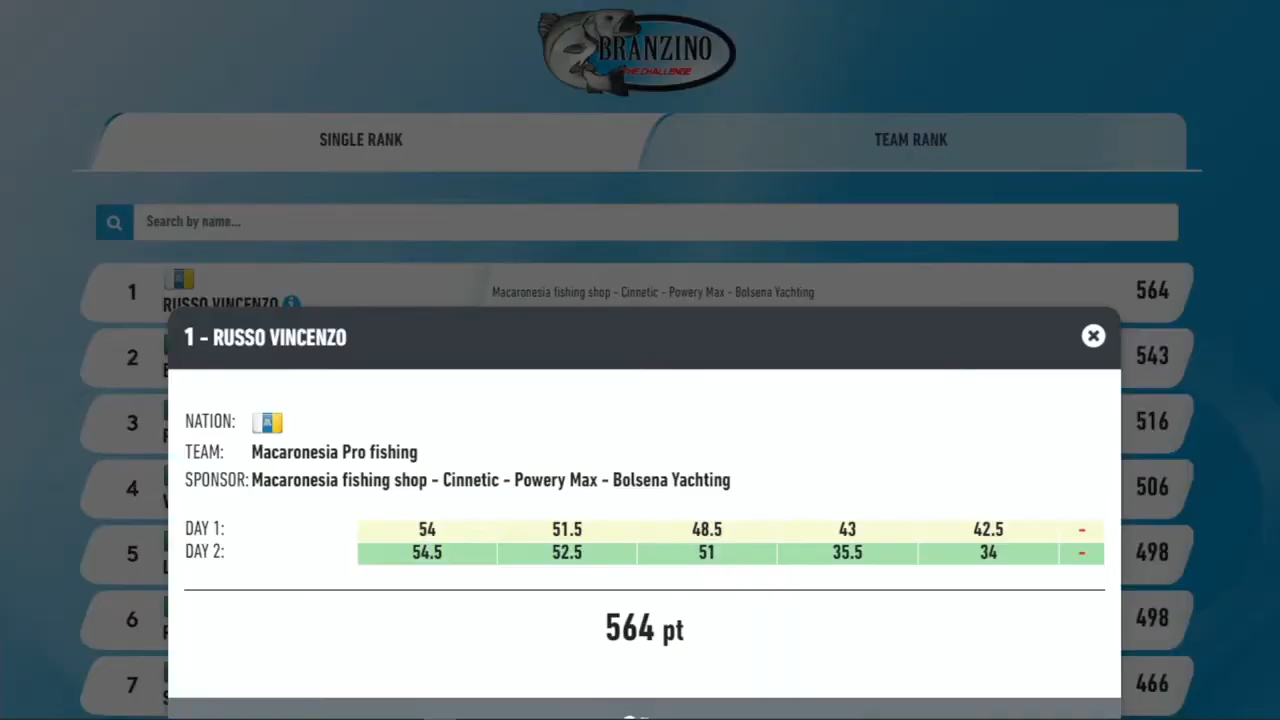 BRANZINO
THE CHALLENGE
SINGLE RANK
TEAM RANK
Search by name...
1
RUSSO VINCENZO
Macaronesia fishing shop - Cinnetic - Powery Max - Bolsena Yachting
564
1 - RUSSO VINCENZO
2
543
3
516
4
506
5
498
6
498
7
466
NATION:
TEAM: Macaronesia Pro fishing
SPONSOR: Macaronesia fishing shop - Cinnetic - Powery Max - Bolsena Yachting
DAY 1: 54 51.5 48.5 43 42.5 -
DAY 2: 54.5 52.5 51 35.5 34 -
564 pt